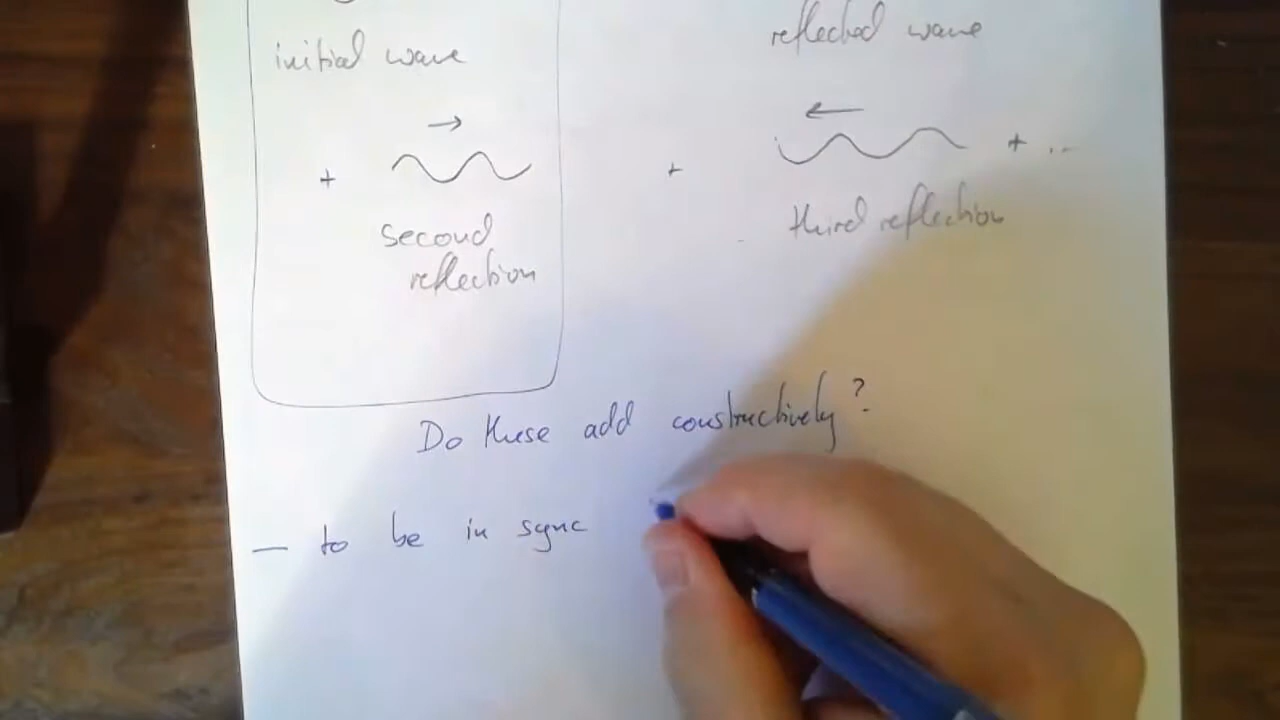 initial wave
reflected wave
→
←
+
+
+ ..
second
reflection
third reflection
Do these add constructively?
— to be in sync